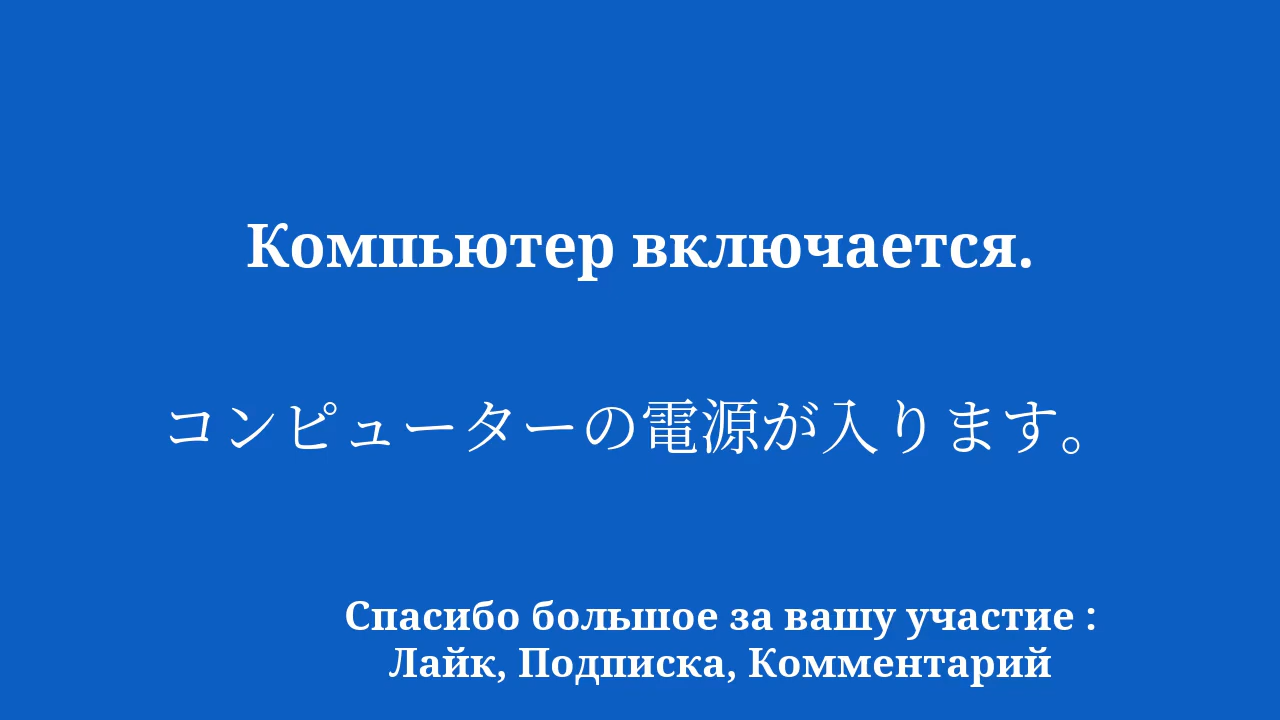 Компьютер включается.
コンピューターの電源が入ります。
Спасибо большое за вашу участие :
Лайк, Подписка, Комментарий